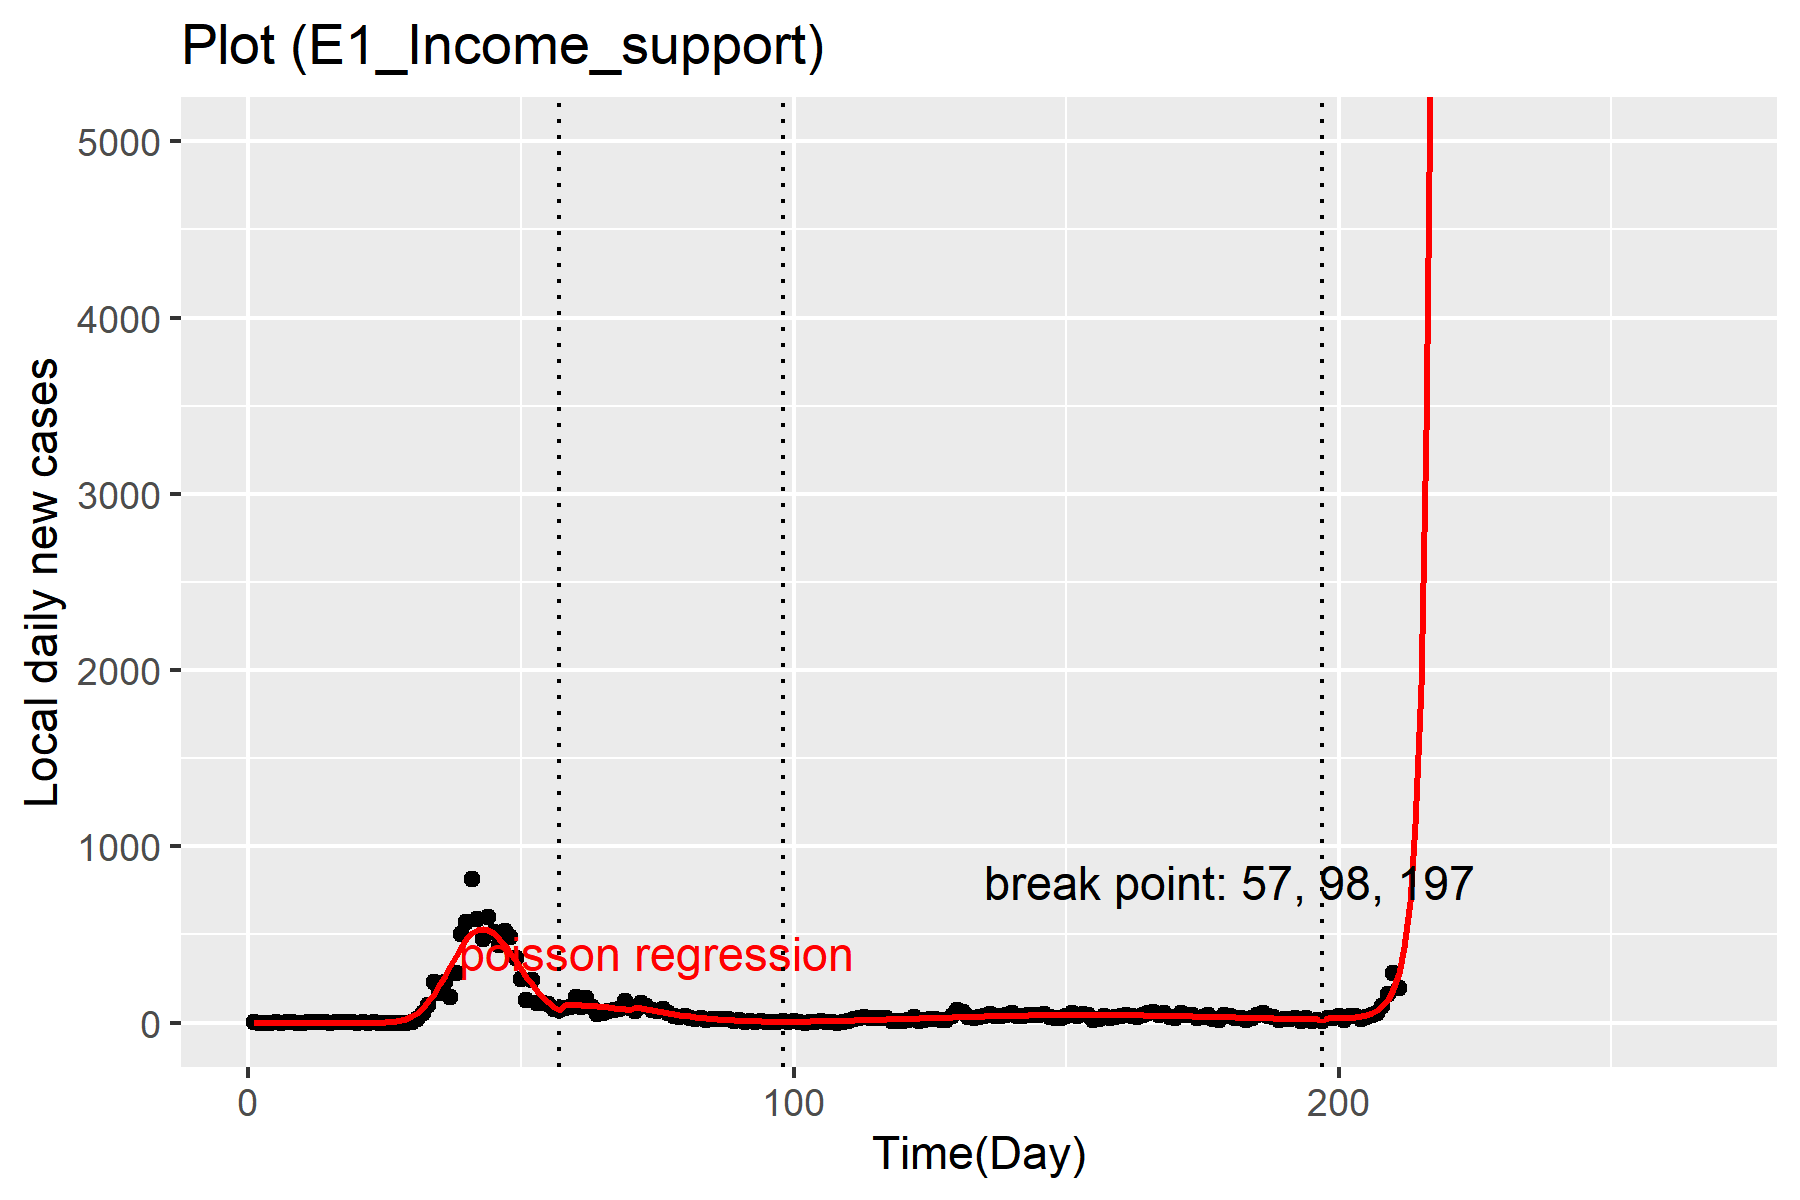 Plot (E1_Income_support)
Local daily new cases
5000
4000
3000
2000
1000
0
break point: 57, 98, 197
poisson regression
0
100
200
Time(Day)